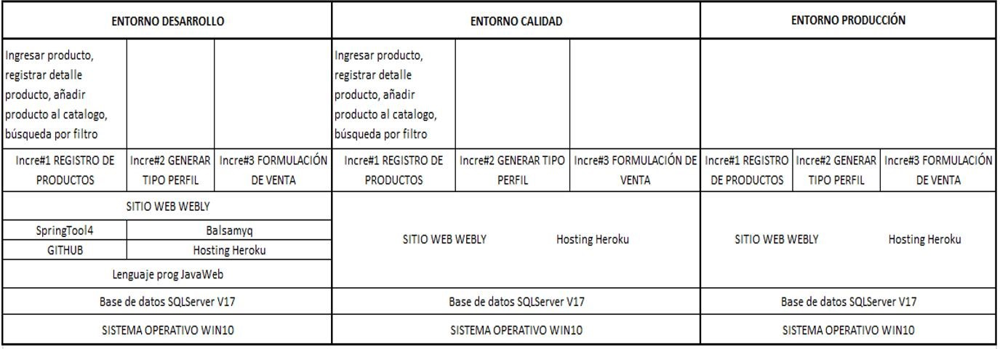 ENTORNO DESARROLLO
ENTORNO CALIDAD
ENTORNO PRODUCCIÓN
Ingresar producto,
registrar detalle
producto, añadir
producto al catalogo,
búsqueda por filtro
Ingresar producto,
registrar detalle
producto, añadir
producto al catalogo,
búsqueda por filtro
Incre#1 REGISTRO DE
PRODUCTOS
Incre#2 GENERAR
TIPO PERFIL
Incre#3 FORMULACIÓN
DE VENTA
Incre#1 REGISTRO DE
PRODUCTOS
Incre#2 GENERAR TIPO
PERFIL
Incre#3 FORMULACIÓN DE
VENTA
Incre#1 REGISTRO
DE PRODUCTOS
Incre#2 GENERAR
TIPO PERFIL
Incre#3 FORMULACIÓN
DE VENTA
SITIO WEB WEBLY
SpringTool4
Balsamyq
GITHUB
Hosting Heroku
Lenguaje prog JavaWeb
SITIO WEB WEBLY
Hosting Heroku
SITIO WEB WEBLY
Hosting Heroku
Base de datos SQLServer V17
Base de datos SQLServer V17
Base de datos SQLServer V17
SISTEMA OPERATIVO WIN10
SISTEMA OPERATIVO WIN10
SISTEMA OPERATIVO WIN10